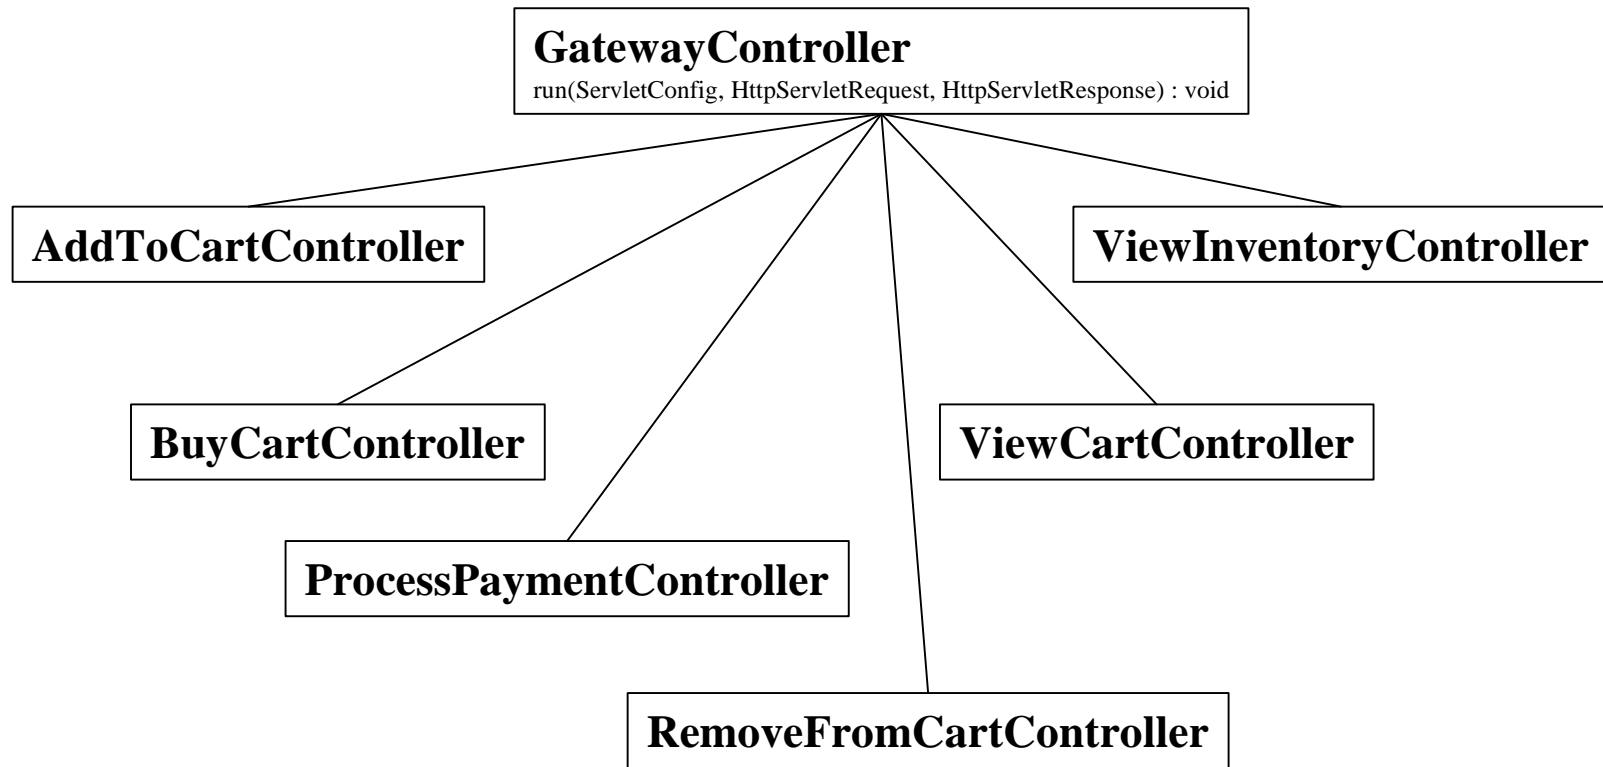 GatewayController
run(ServletConfig, HttpServletRequest, HttpServletResponse) : void
AddToCartController
ViewInventoryController
BuyCartController
ViewCartController
ProcessPaymentController
RemoveFromCartController